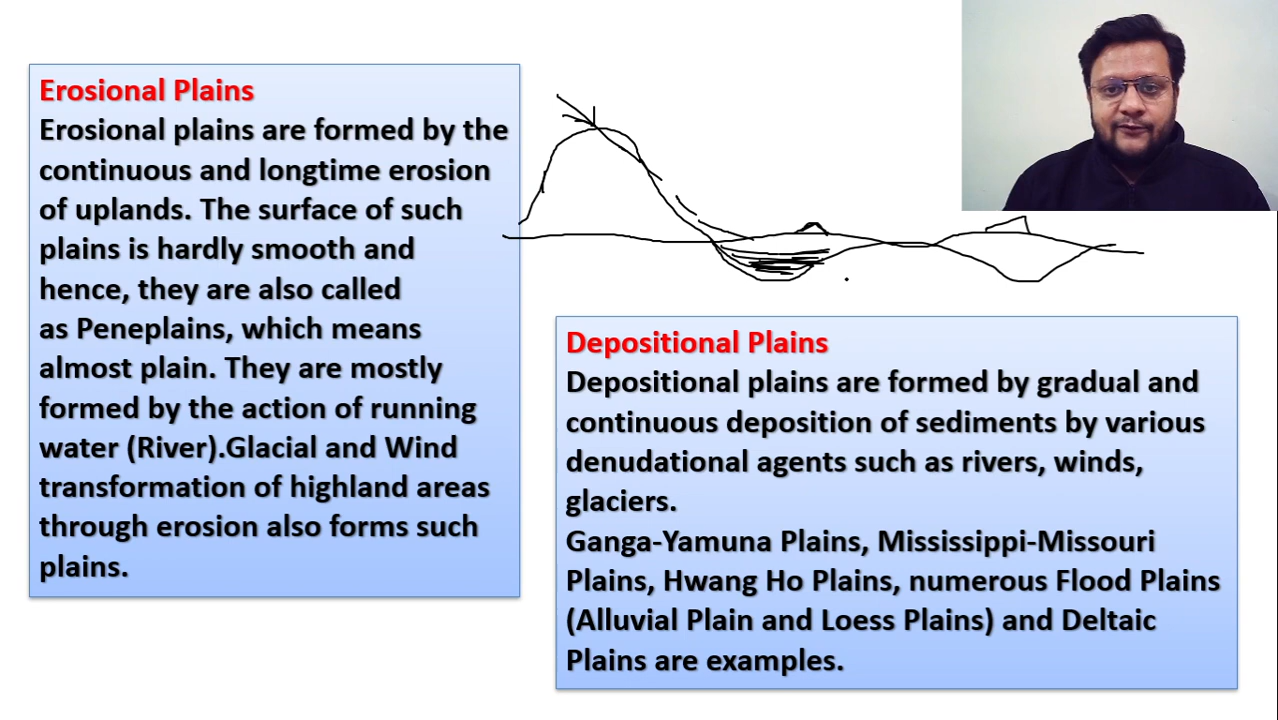 Erosional Plains
Erosional plains are formed by the
continuous and longtime erosion
of uplands. The surface of such
plains is hardly smooth and
hence, they are also called
as Peneplains, which means
almost plain. They are mostly
formed by the action of running
water (River).Glacial and Wind
transformation of highland areas
through erosion also forms such
plains.
Depositional Plains
Depositional plains are formed by gradual and
continuous deposition of sediments by various
denudational agents such as rivers, winds,
glaciers.
Ganga-Yamuna Plains, Mississippi-Missouri
Plains, Hwang Ho Plains, numerous Flood Plains
(Alluvial Plain and Loess Plains) and Deltaic
Plains are examples.